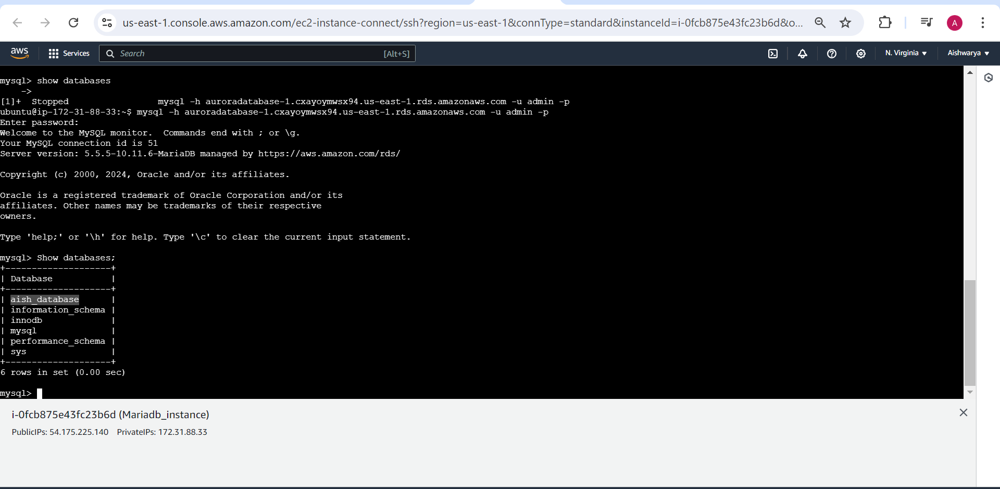 us-east-1.console.aws.amazon.com/ec2-instance-connect/ssh?region=us-east-1&connType=standard&instanceId=i-0fcb875e43fc23b6d&o...
A
aws Services Search [Alt+S] N. Virginia ▼ Aishwarya ▼
mysql> show databases
    ->
[1]+  Stopped                 mysql -h auroradatabase-1.cxayoymwsx94.us-east-1.rds.amazonaws.com -u admin -p
ubuntu@ip-172-31-88-33:~$ mysql -h auroradatabase-1.cxayoymwsx94.us-east-1.rds.amazonaws.com -u admin -p
Enter password:
Welcome to the MySQL monitor.  Commands end with ; or \g.
Your MySQL connection id is 51
Server version: 5.5.5-10.11.6-MariaDB managed by https://aws.amazon.com/rds/
Copyright (c) 2000, 2024, Oracle and/or its affiliates.
Oracle is a registered trademark of Oracle Corporation and/or its
affiliates. Other names may be trademarks of their respective
owners.
Type 'help;' or '\h' for help. Type '\c' to clear the current input statement.
mysql> Show databases;
+--------------------+
| Database           |
+--------------------+
| aish_database      |
| information_schema |
| innodb             |
| mysql              |
| performance_schema |
| sys                |
+--------------------+
6 rows in set (0.00 sec)
mysql>
i-0fcb875e43fc23b6d (Mariadb_instance)
PublicIPs: 54.175.225.140 PrivateIPs: 172.31.88.33